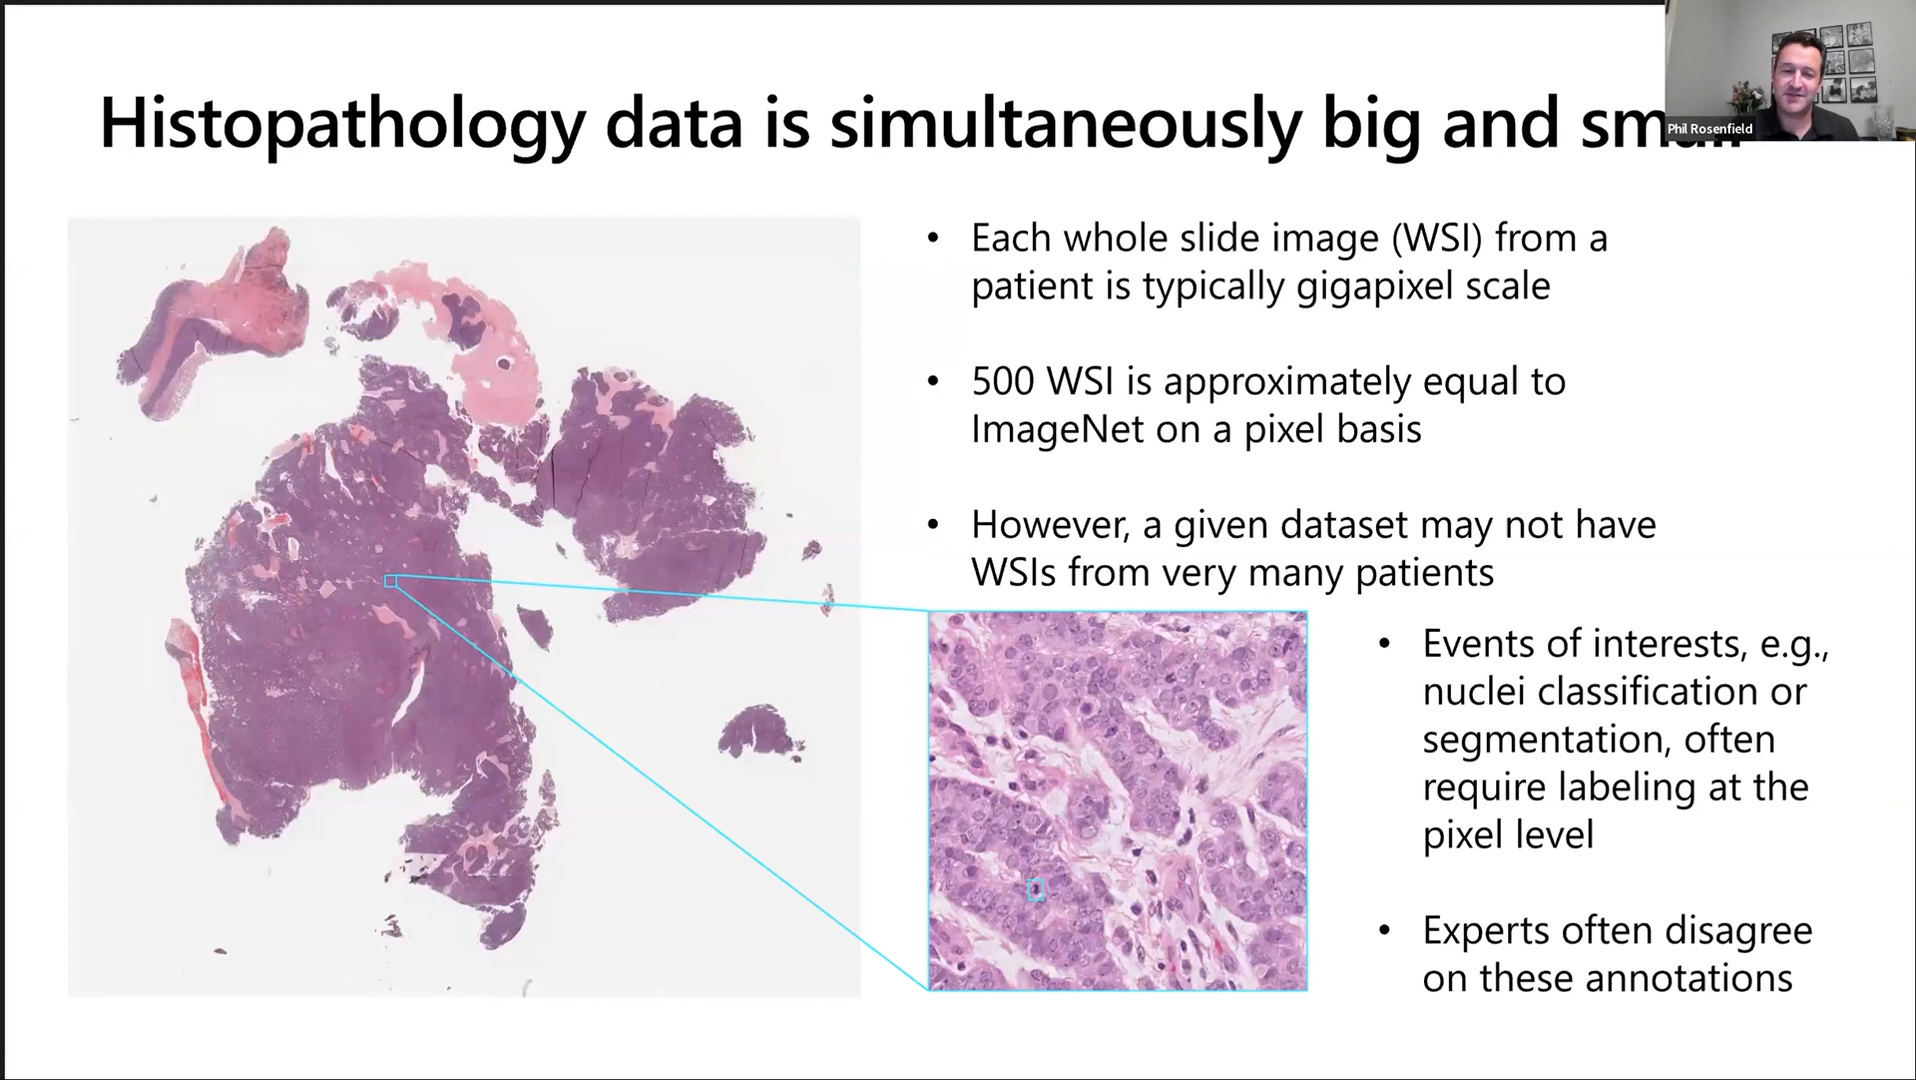 Histopathology data is simultaneously big and small
Phil Rosenfield
• Each whole slide image (WSI) from a
patient is typically gigapixel scale
• 500 WSI is approximately equal to
ImageNet on a pixel basis
• However, a given dataset may not have
WSIs from very many patients
• Events of interests, e.g.,
nuclei classification or
segmentation, often
require labeling at the
pixel level
• Experts often disagree
on these annotations